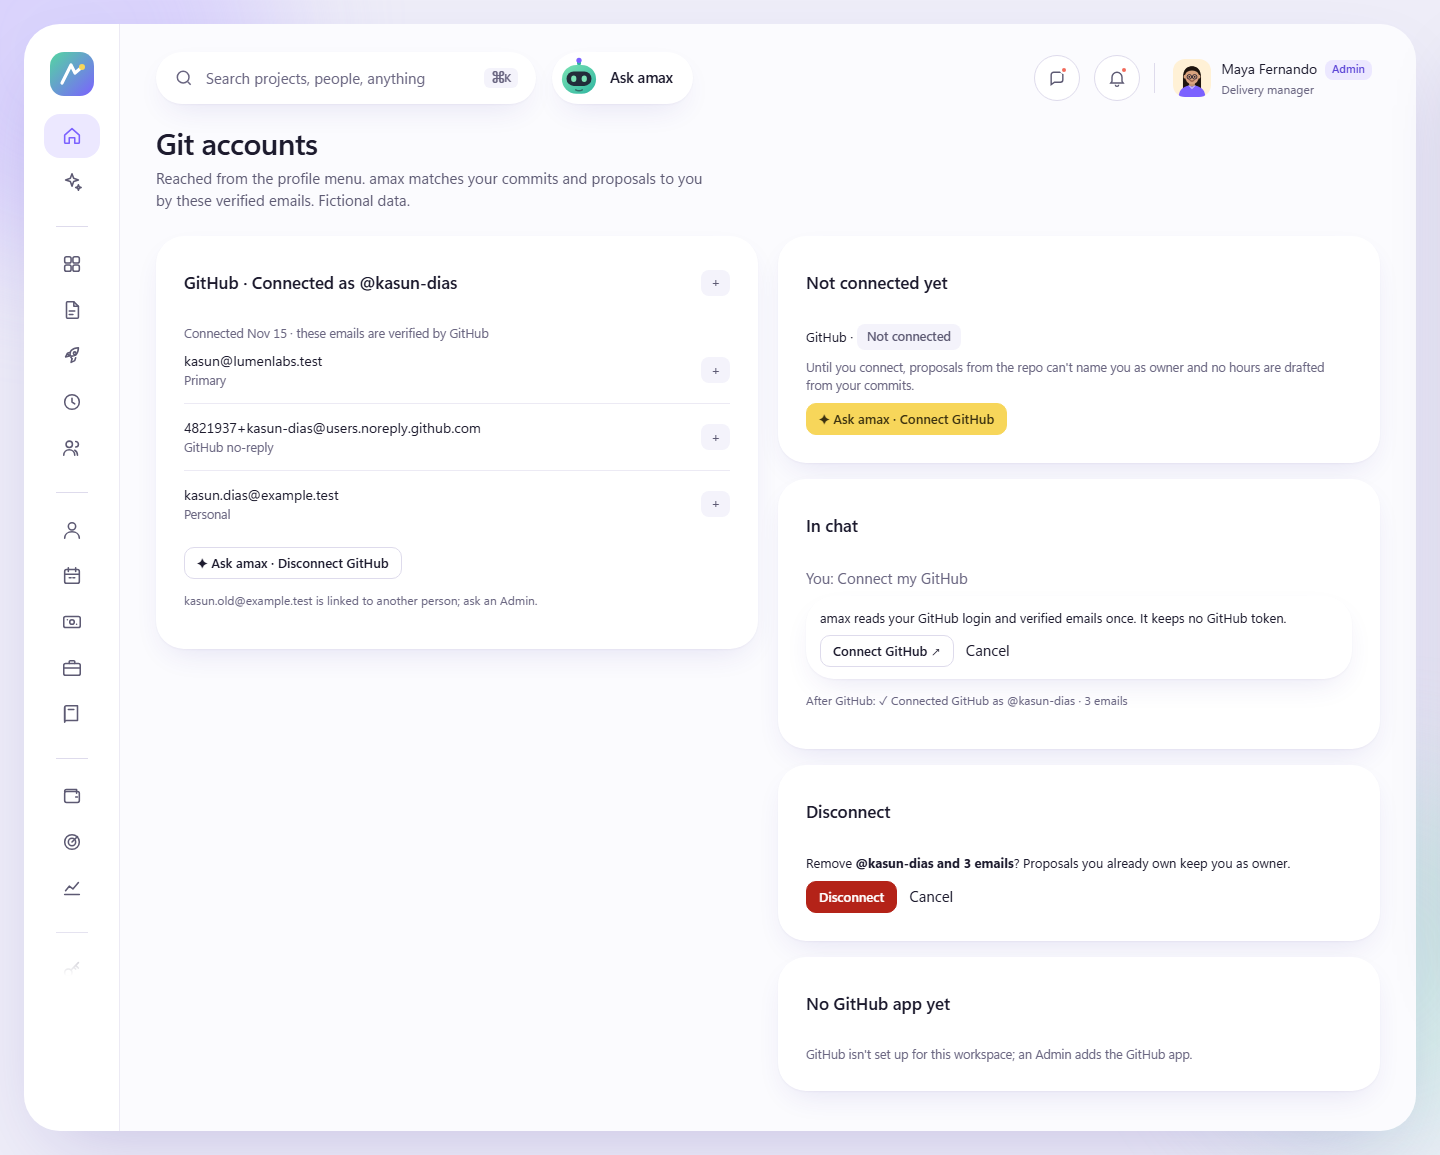 Search projects, people, anything
⌘K
Ask amax
Maya Fernando
Admin
Delivery manager
Git accounts
Reached from the profile menu. amax matches your commits and proposals to you
by these verified emails. Fictional data.
GitHub · Connected as @kasun-dias
+
Connected Nov 15 · these emails are verified by GitHub
kasun@lumenlabs.test
Primary
+
4821937+kasun-dias@users.noreply.github.com
GitHub no-reply
+
kasun.dias@example.test
Personal
+
✦ Ask amax · Disconnect GitHub
kasun.old@example.test is linked to another person; ask an Admin.
Not connected yet
GitHub · Not connected
Until you connect, proposals from the repo can't name you as owner and no hours are drafted
from your commits.
✦ Ask amax · Connect GitHub
In chat
You: Connect my GitHub
amax reads your GitHub login and verified emails once. It keeps no GitHub token.
Connect GitHub ↗ Cancel
After GitHub: ✓ Connected GitHub as @kasun-dias · 3 emails
Disconnect
Remove @kasun-dias and 3 emails? Proposals you already own keep you as owner.
Disconnect Cancel
No GitHub app yet
GitHub isn't set up for this workspace; an Admin adds the GitHub app.